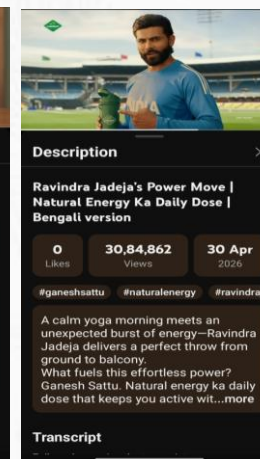 Description
Ravindra Jadeja's Power Move |
Natural Energy Ka Daily Dose |
Bengali version
0
Likes
30,84,862
Views
30 Apr
2026
#ganeshsattu
#naturalenergy
#ravindra
A calm yoga morning meets an
unexpected burst of energy—Ravindra
Jadeja delivers a perfect throw from
ground to balcony.
What fuels this effortless power?
Ganesh Sattu. Natural energy ka daily
dose that keeps you active wit...more
Transcript